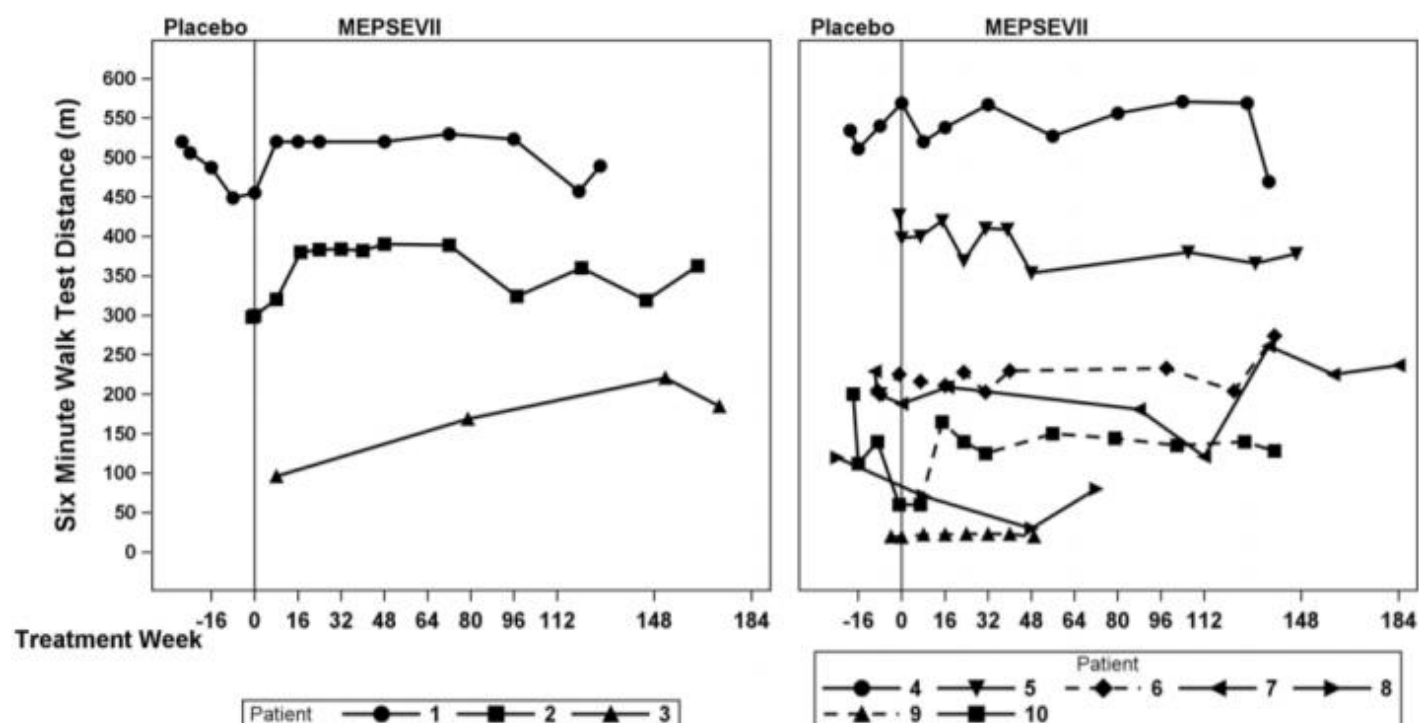 Placebo MEPSEVII
Placebo MEPSEVII
Six Minute Walk Test Distance (m)
600
550
500
450
400
350
300
250
200
150
100
50
0
-16 0 16 32 48 64 80 96 112 148 184
-16 0 16 32 48 64 80 96 112 148 184
Treatment Week
Patient 1 2 3
Patient
4 5 6 7 8
9 10